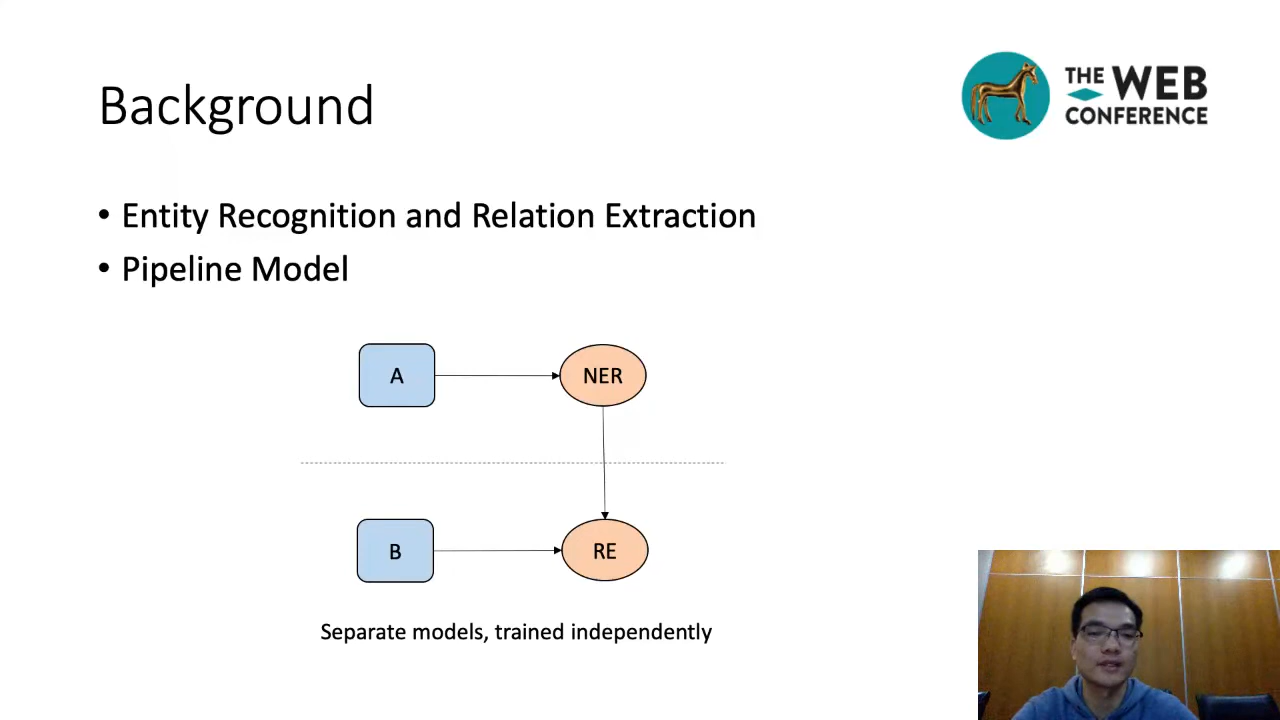 THE WEB
CONFERENCE
Background
• Entity Recognition and Relation Extraction
• Pipeline Model
A
NER
B
RE
Separate models, trained independently